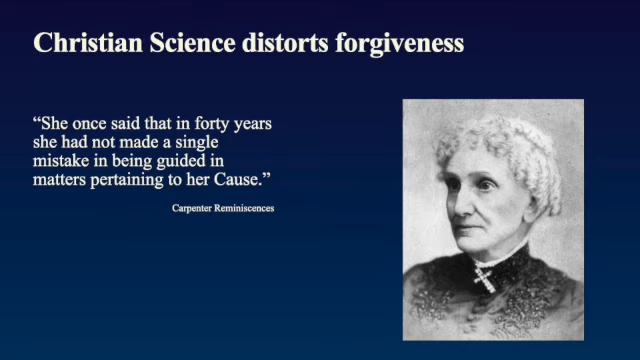 Christian Science distorts forgiveness
“She once said that in forty years
she had not made a single
mistake in being guided in
matters pertaining to her Cause.”
Carpenter Reminiscences